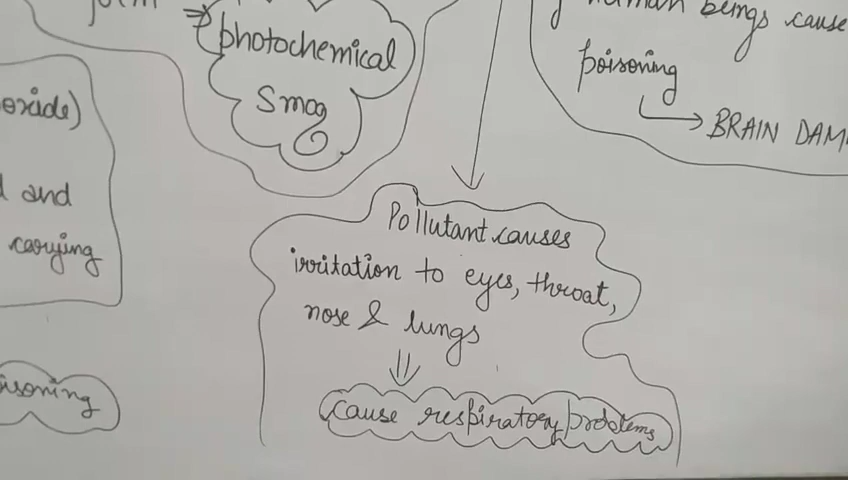 photochemical
Smog
human beings cause
poisoning
BRAIN DAM
oxide)
and
carrying
Pollutant causes
irritation to eyes, throat,
nose & lungs
cause respiratory problems
isoning